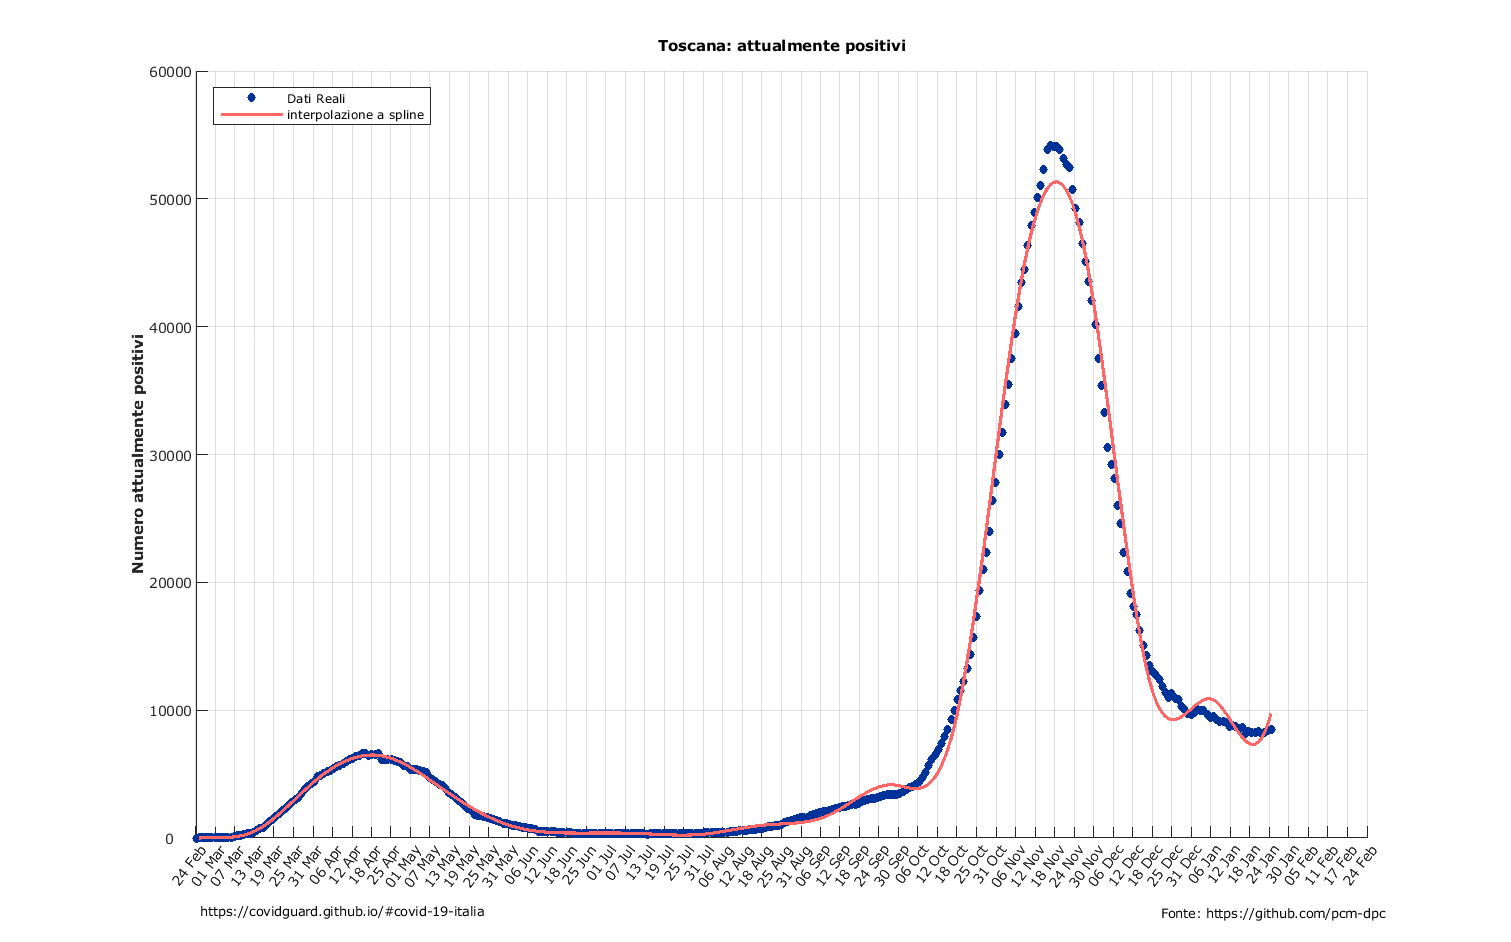 Toscana: attualmente positivi
60000
50000
40000
30000
20000
10000
0
Numero attualmente positivi
Dati Reali
interpolazione a spline
24 Feb
01 Mar
07 Mar
13 Mar
19 Mar
25 Mar
31 Mar
06 Apr
12 Apr
18 Apr
25 Apr
01 May
07 May
13 May
19 May
25 May
31 May
06 Jun
12 Jun
18 Jun
25 Jun
01 Jul
07 Jul
13 Jul
19 Jul
25 Jul
31 Jul
06 Aug
12 Aug
18 Aug
25 Aug
31 Aug
06 Sep
12 Sep
18 Sep
24 Sep
30 Sep
06 Oct
12 Oct
18 Oct
25 Oct
31 Oct
06 Nov
12 Nov
18 Nov
24 Nov
30 Nov
06 Dec
12 Dec
18 Dec
25 Dec
31 Dec
06 Jan
12 Jan
18 Jan
24 Jan
30 Jan
05 Feb
11 Feb
17 Feb
24 Feb
https://covidguard.github.io/#covid-19-italia
Fonte: https://github.com/pcm-dpc